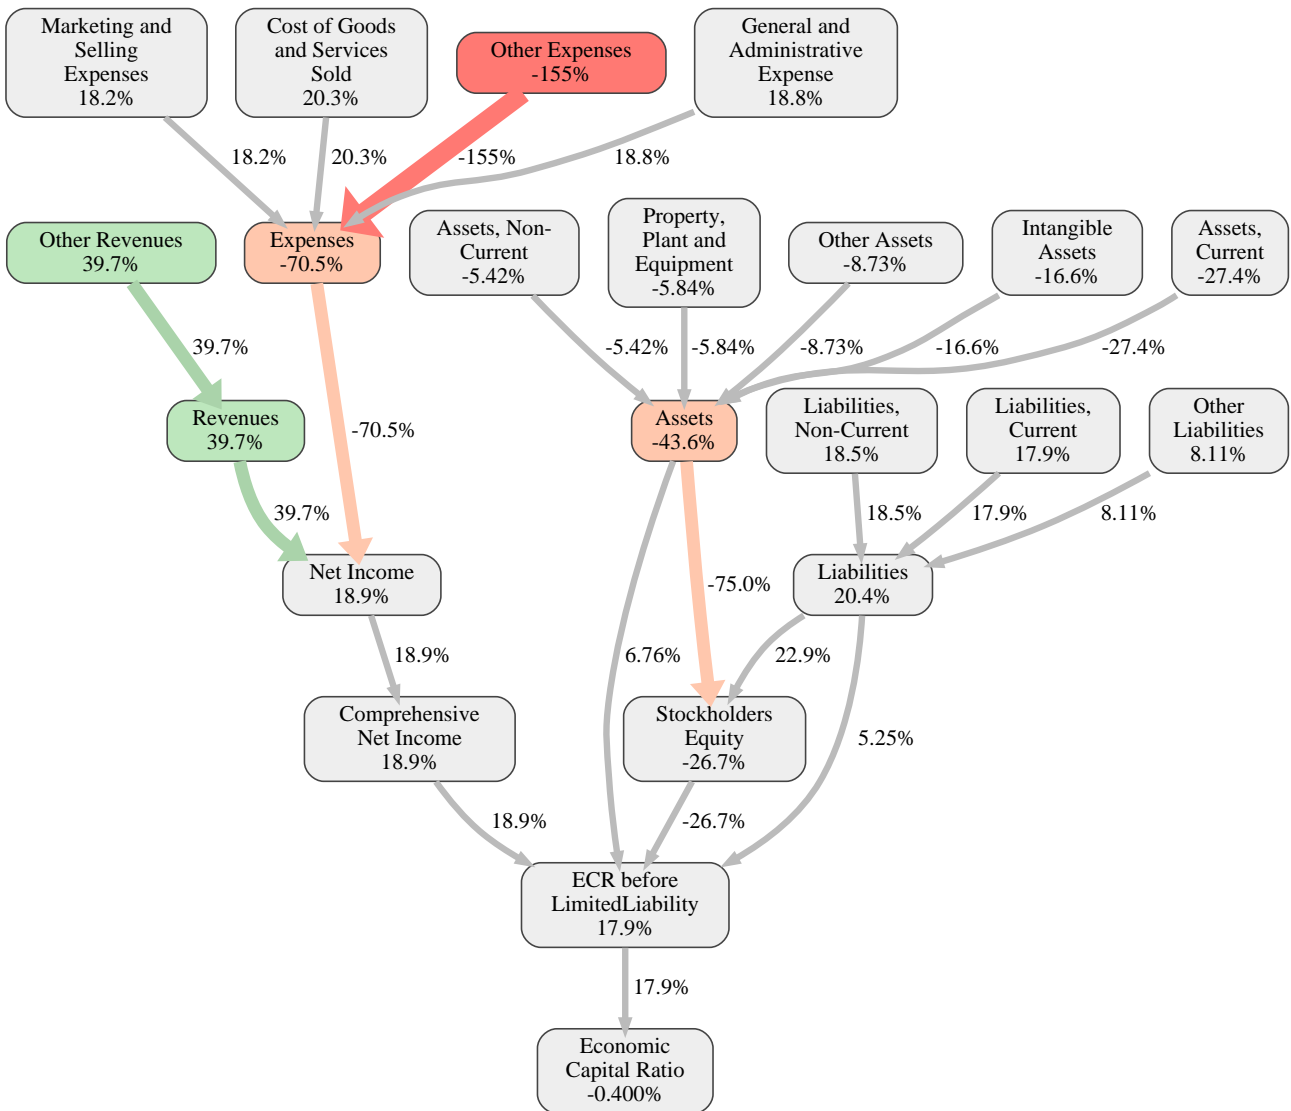 Marketing and
Selling
Expenses
18.2%
Cost of Goods
and Services
Sold
20.3%
Other Expenses
-155%
General and
Administrative
Expense
18.8%
18.2%
20.3%
-155%
18.8%
Other Revenues
39.7%
Expenses
-70.5%
Assets, Non-
Current
-5.42%
Property,
Plant and
Equipment
-5.84%
Other Assets
-8.73%
Intangible
Assets
-16.6%
Assets,
Current
-27.4%
39.7%
-70.5%
-5.42%
-5.84%
-8.73%
-16.6%
-27.4%
Revenues
39.7%
Assets
-43.6%
Liabilities,
Non-Current
18.5%
Liabilities,
Current
17.9%
Other
Liabilities
8.11%
39.7%
18.5%
17.9%
8.11%
Net Income
18.9%
-75.0%
Liabilities
20.4%
18.9%
6.76%
22.9%
5.25%
Comprehensive
Net Income
18.9%
Stockholders
Equity
-26.7%
18.9%
-26.7%
ECR before
LimitedLiability
17.9%
17.9%
Economic
Capital Ratio
-0.400%